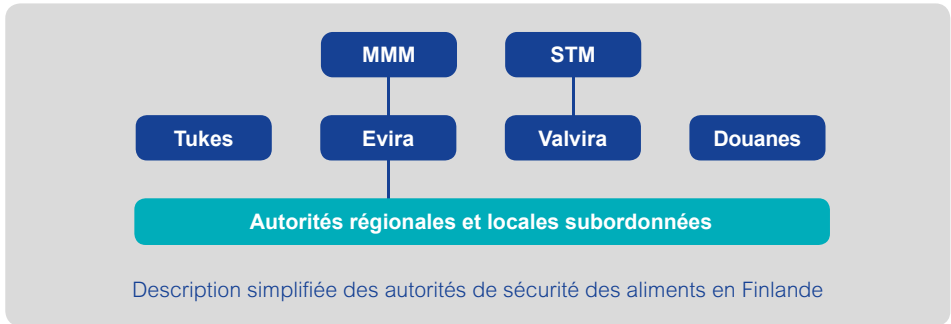 MMM STM
Tukes Evira Valvira Douanes
Autorités régionales et locales subordonnées
Description simplifiée des autorités de sécurité des aliments en Finlande